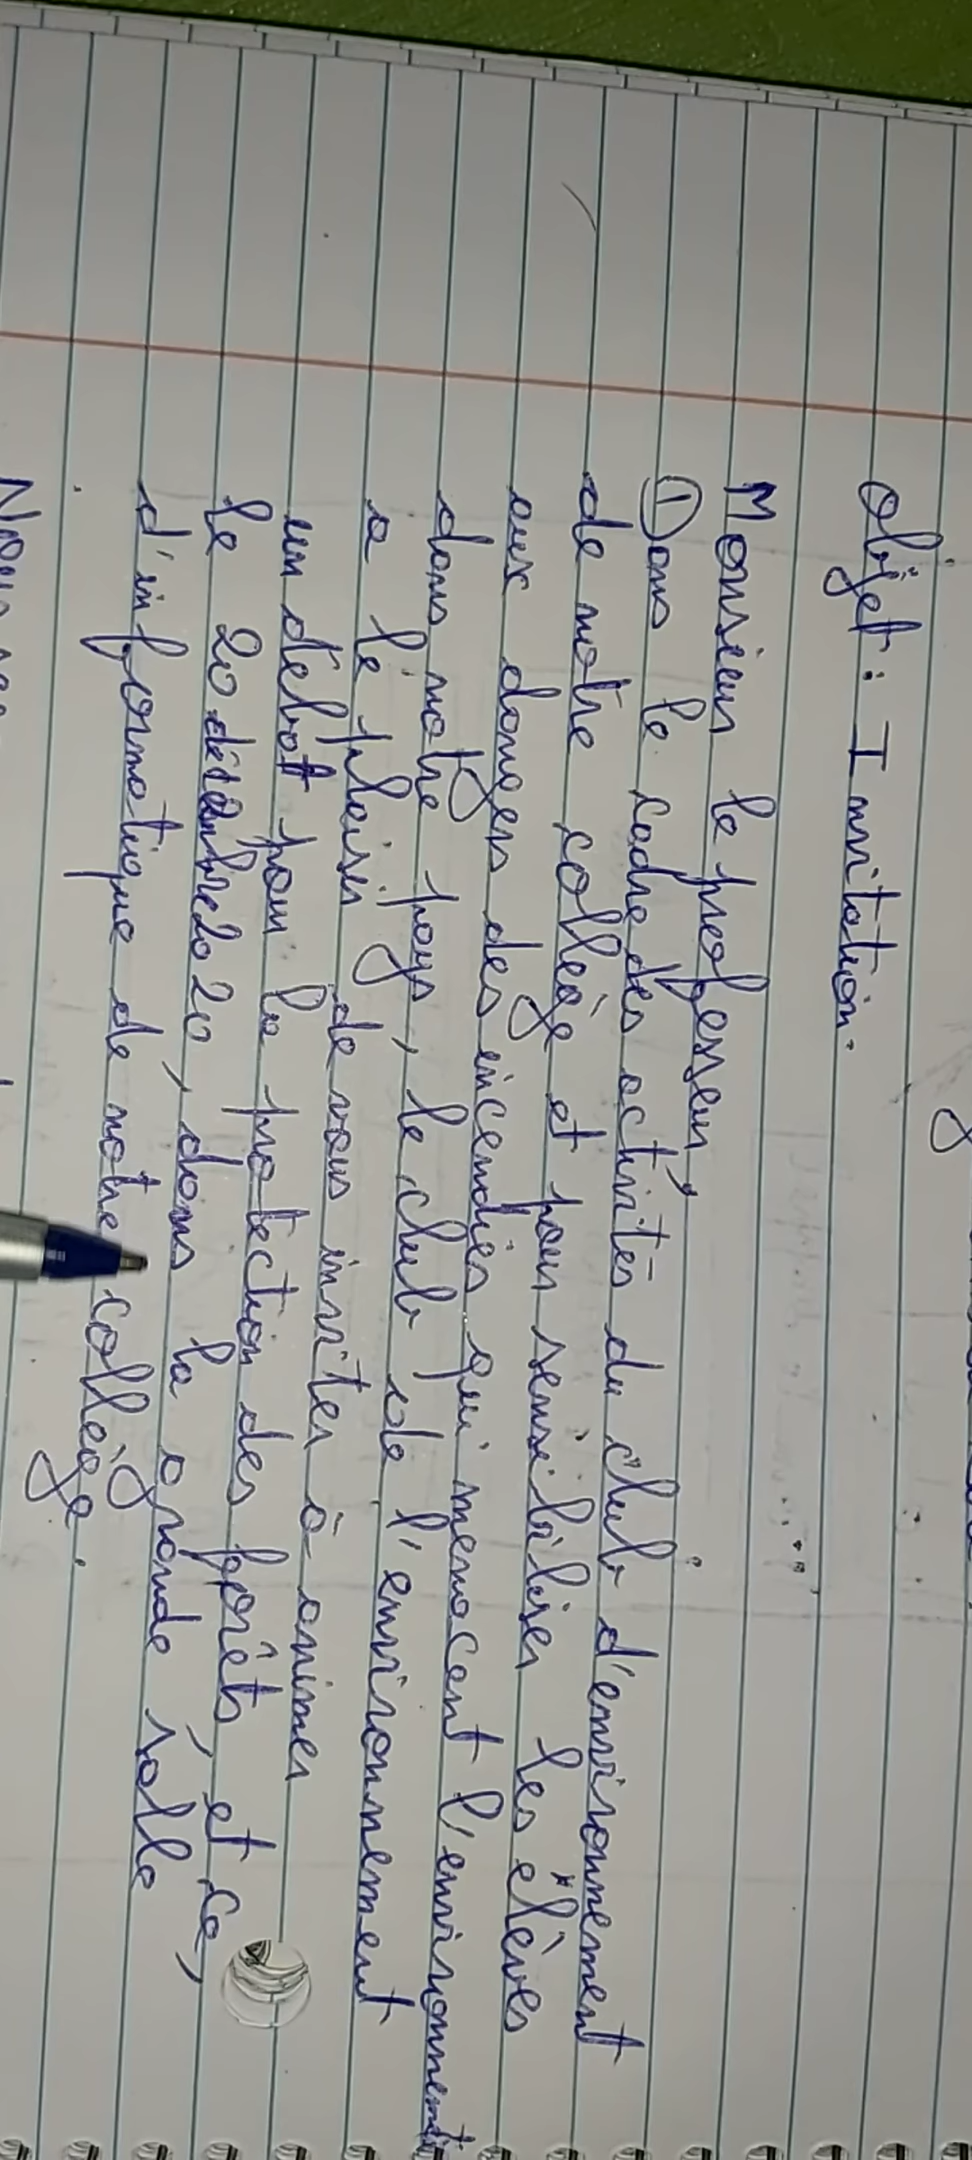 Objet : Invitation.
Monsieur le professeur,
① Dans le cadre des activités du club d'environnement
de notre collège et pour sensibiliser les élèves
aux dangers des incendies qui menacent l'environnement
dans notre pays, le club de l'environnement
a le plaisir de vous inviter à animer
un débat pour la protection des forêts, et ce,
le 20 décembre 2020, dans la grande salle
d'informatique de notre collège.